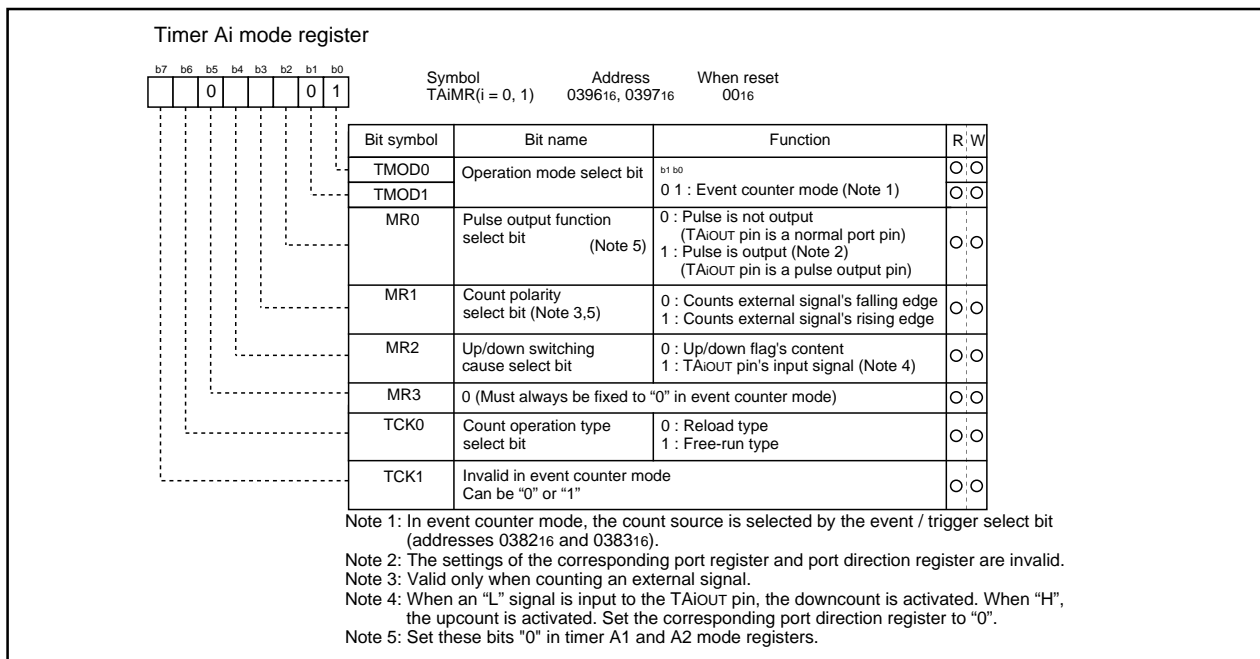 Timer Ai mode register
b7 b6 b5 b4 b3 b2 b1 b0
0 0 1
Symbol Address When reset
TAiMR(i = 0, 1) 039616, 039716 0016
Bit symbol Bit name Function R W
TMOD0 Operation mode select bit b1 b0
TMOD1 0 1 : Event counter mode (Note 1)
MR0 Pulse output function 0 : Pulse is not output
select bit (Note 5) (TAiOUT pin is a normal port pin)
1 : Pulse is output (Note 2)
(TAiOUT pin is a pulse output pin)
MR1 Count polarity 0 : Counts external signal's falling edge
select bit (Note 3,5) 1 : Counts external signal's rising edge
MR2 Up/down switching 0 : Up/down flag's content
cause select bit 1 : TAiOUT pin's input signal (Note 4)
MR3 0 (Must always be fixed to “0” in event counter mode)
TCK0 Count operation type 0 : Reload type
select bit 1 : Free-run type
TCK1 Invalid in event counter mode
Can be “0” or “1”
Note 1: In event counter mode, the count source is selected by the event / trigger select bit
(addresses 038216 and 038316).
Note 2: The settings of the corresponding port register and port direction register are invalid.
Note 3: Valid only when counting an external signal.
Note 4: When an “L” signal is input to the TAiOUT pin, the downcount is activated. When “H”,
the upcount is activated. Set the corresponding port direction register to “0”.
Note 5: Set these bits "0" in timer A1 and A2 mode registers.